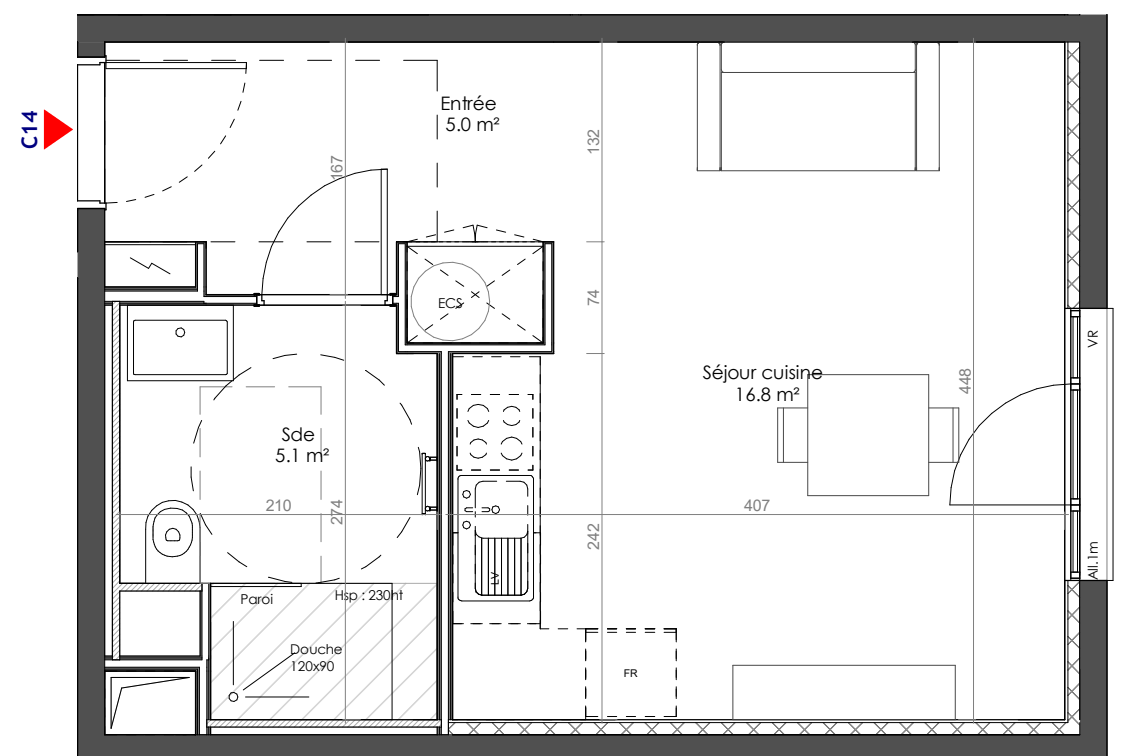 C14
Entrée
5.0 m²
132
167
ECS
74
VR
Séjour cuisine
16.8 m²
448
Sde
5.1 m²
210
274
407
242
LV
All.1m
Paroi
Hsp : 230ht
Douche
120x90
FR